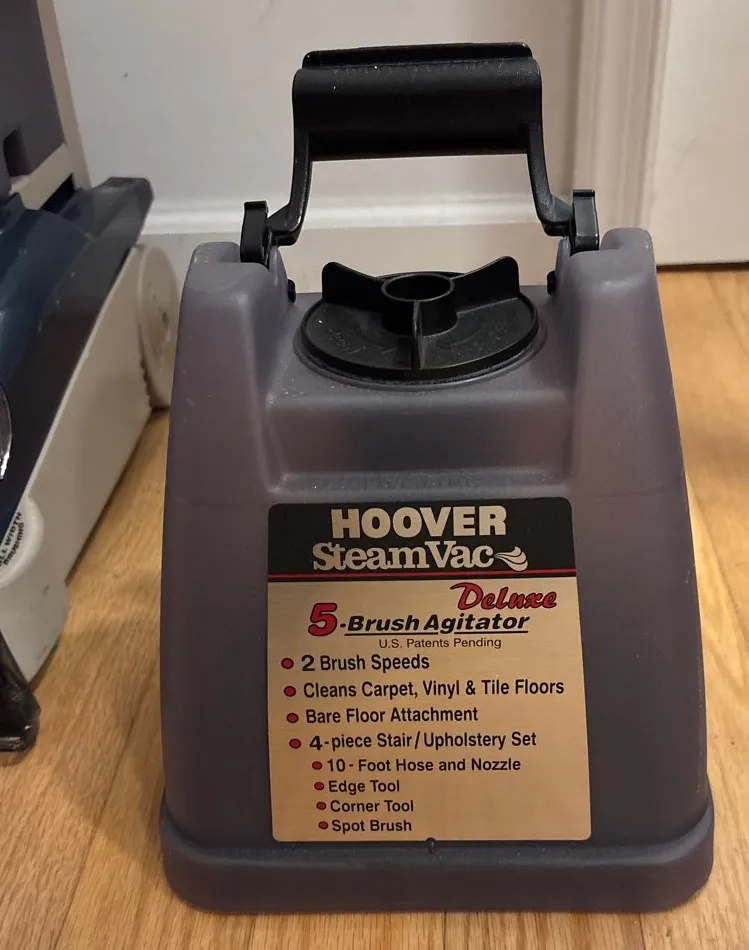 HOOVER
SteamVac
Deluxe
5-Brush Agitator
U.S. Patents Pending
2 Brush Speeds
Cleans Carpet, Vinyl & Tile Floors
Bare Floor Attachment
4-piece Stair/Upholstery Set
10-Foot Hose and Nozzle
Edge Tool
Corner Tool
Spot Brush
WIDTH